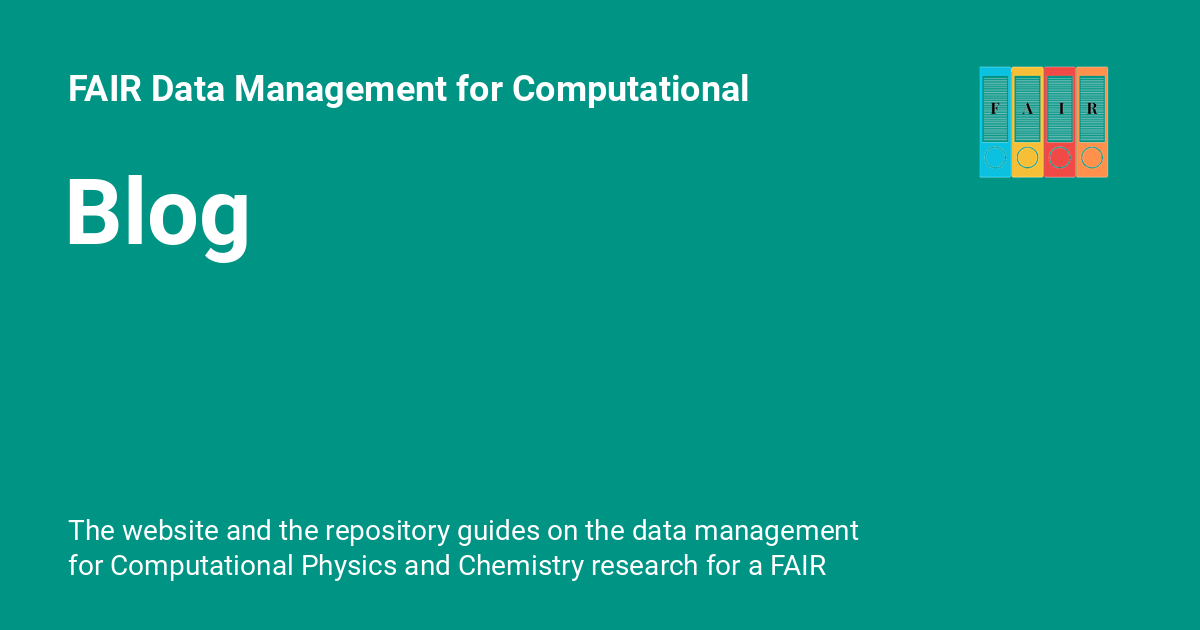 FAIR Data Management for Computational
F A I R
Blog
The website and the repository guides on the data management
for Computational Physics and Chemistry research for a FAIR